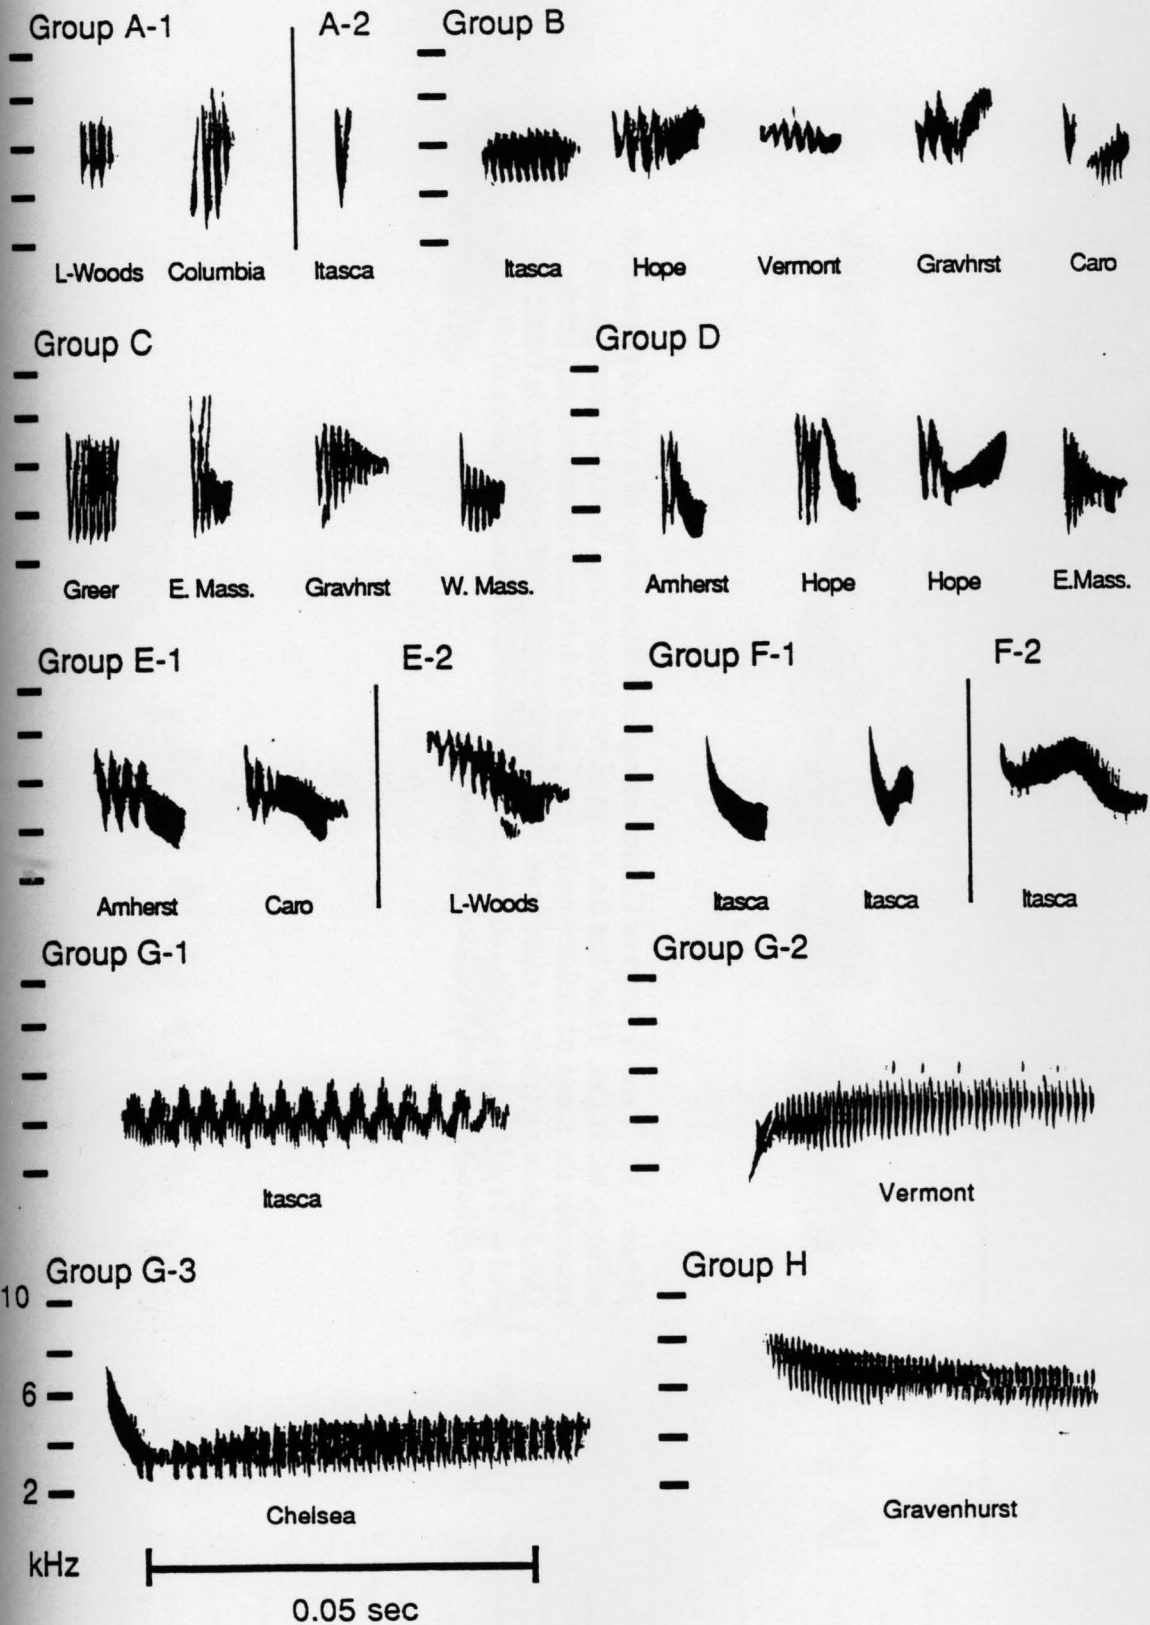 Group A-1
A-2
Group B
L-Woods Columbia Itasca Itasca Hope Vermont Gravhrst Caro
Group C
Group D
Greer E. Mass. Gravhrst W. Mass. Amherst Hope Hope E.Mass.
Group E-1
E-2
Group F-1
F-2
Amherst Caro L-Woods Itasca Itasca Itasca
Group G-1
Group G-2
Itasca
Vermont
Group G-3
Group H
10
6
2
Chelsea
Gravenhurst
kHz
0.05 sec